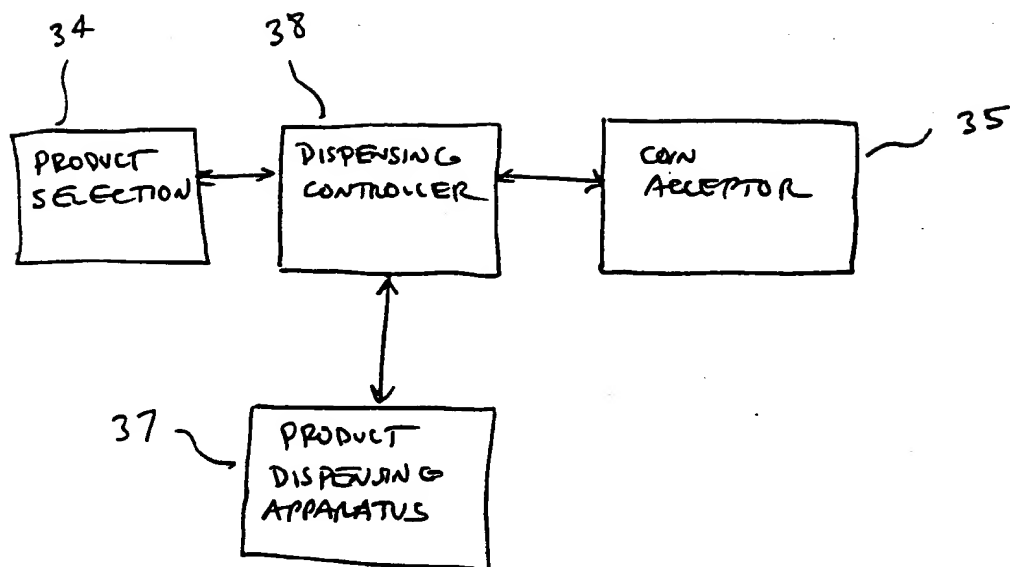 34
38
35
PRODUCT
SELECTION
DISPENSING
CONTROLLER
COIN
ACCEPTOR
37
PRODUCT
DISPENSING
APPARATUS